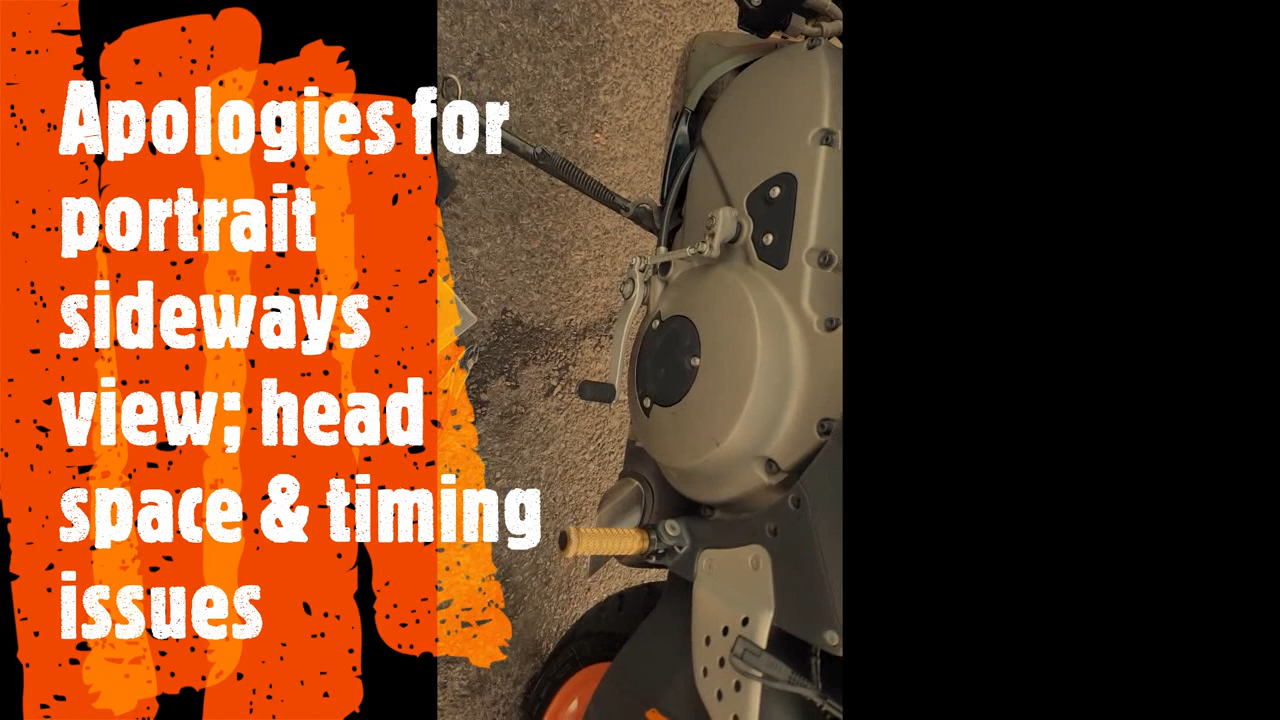 Apologies for
portrait
sideways
view; head
space & timing
issues